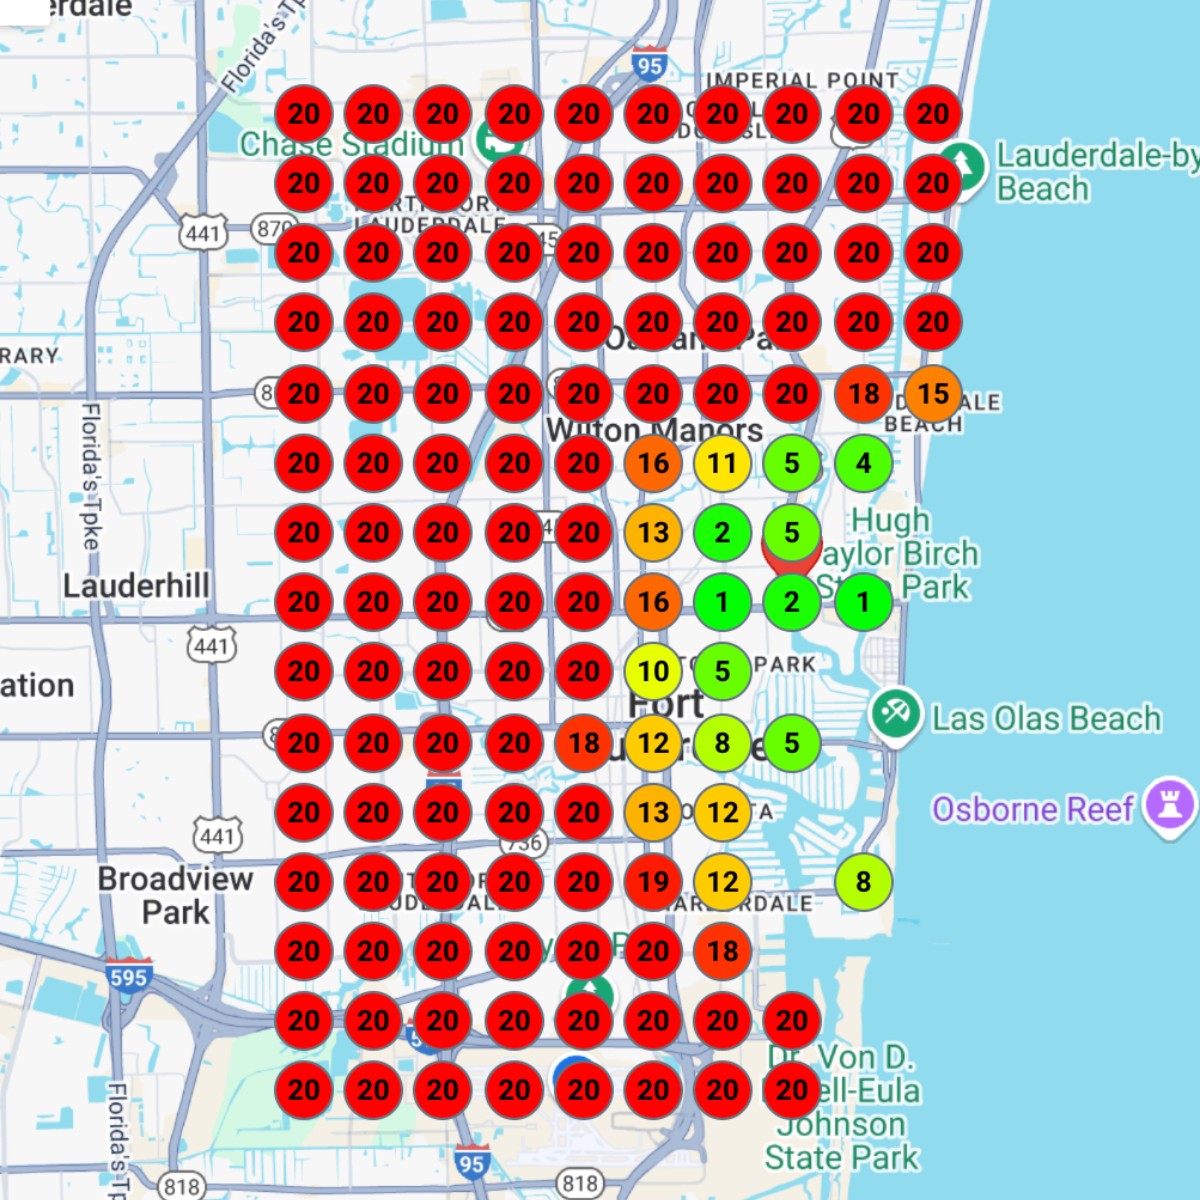 erdale
Florida's Tp
95
IMPERIAL POINT
20 20 20 20 20 20 20 20 20 20
Chase Stadium
Lauderdale-by
Beach
20 20 20 20 20 20 20 20 20 20
441
870
LAUDERDALE
45
20 20 20 20 20 20 20 20 20 20
20 20 20 20 20 20 20 20 20 20
RARY
8
20 20 20 20 20 20 20 20 18 15
BEACH
Florida's Tpke
Wilton Manors
20 20 20 20 20 16 11 5 4
20 20 20 20 20 13 2 5
Hugh
aylor Birch
Park
Lauderhill
20 20 20 20 20 16 1 2 1
441
ation
20 20 20 20 20 10 5
PARK
Fort
Las Olas Beach
20 20 20 20 18 12 8 5
Osborne Reef
441
20 20 20 20 20 13 12
736
Broadview
Park
20 20 20 20 20 19 12 8
20 20 20 20 20 20 18
595
20 20 20 20 20 20 20 20
Dr. Von D.
ell-Eula
20 20 20 20 20 20 20 20
Johnson
State Park
Florida's Tp
95
818
818